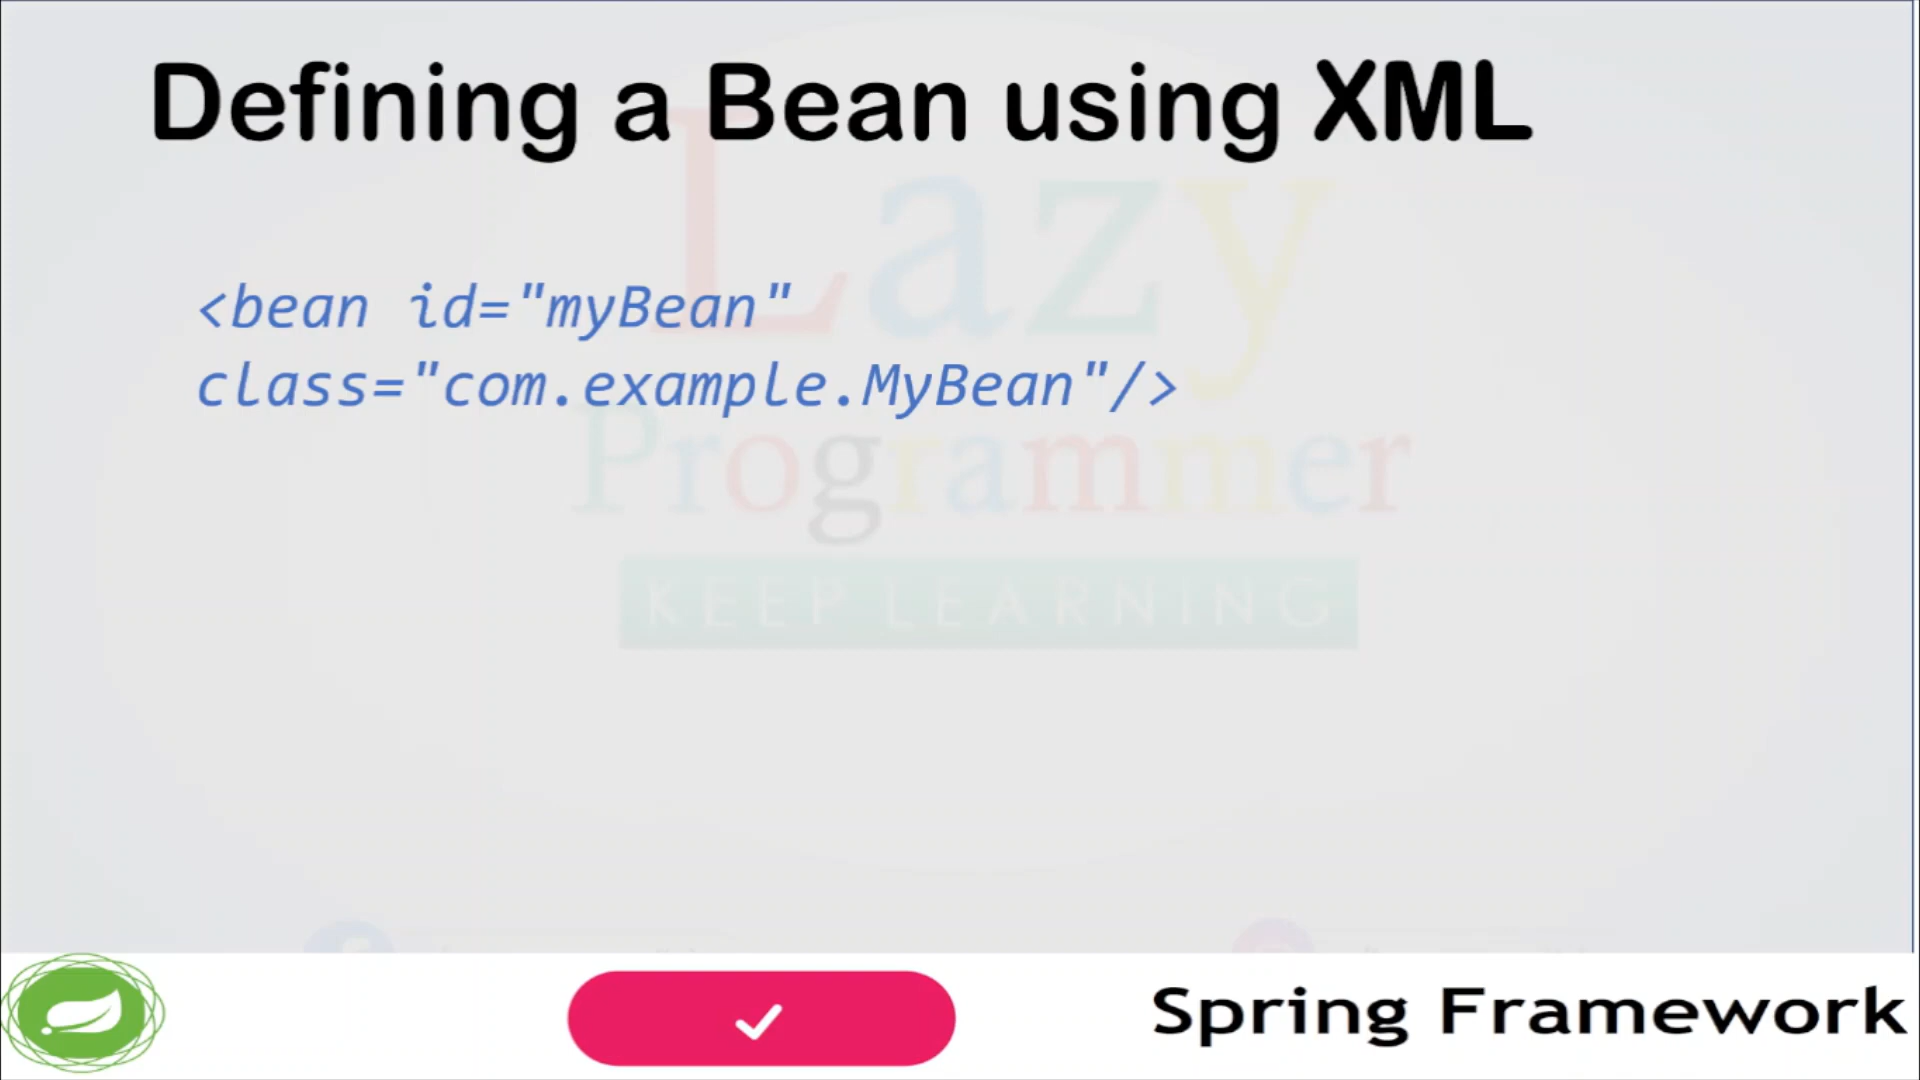 Defining a Bean using XML
<bean id="myBean"
class="com.example.MyBean"/>
Lazy
Programmer
KEEP LEARNING
Spring Framework